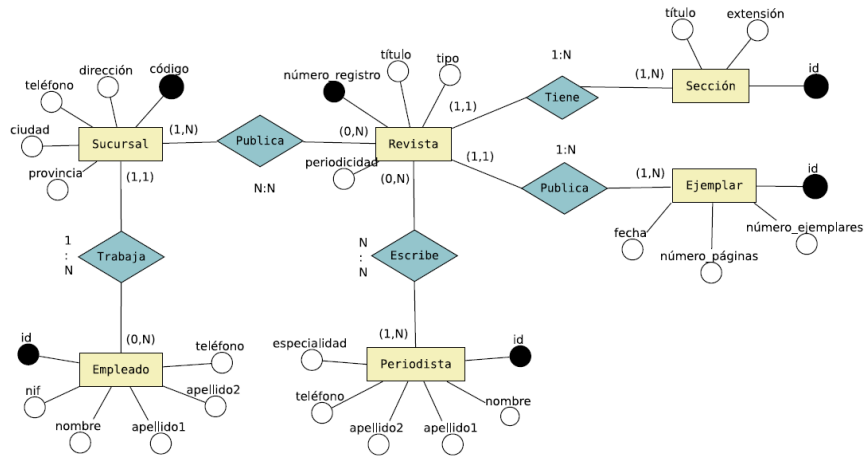 título
extensión
título
1:N
dirección
código
tipo
número_registro
teléfono
(1,N)
Sección
id
(1,1)
Tiene
ciudad
(1,N)
(0,N)
Sucursal
Publica
Revista
1:N
periodicidad
(1,1)
provincia
(1,1)
N:N
(0,N)
(1,N)
id
Publica
Ejemplar
fecha
número_ejemplares
número_páginas
1
:
N
Trabaja
N
:
N
Escribe
id
(0,N)
teléfono
especialidad
(1,N)
id
Empleado
Periodista
nif
apellido2
teléfono
nombre
nombre
apellido1
apellido2
apellido1